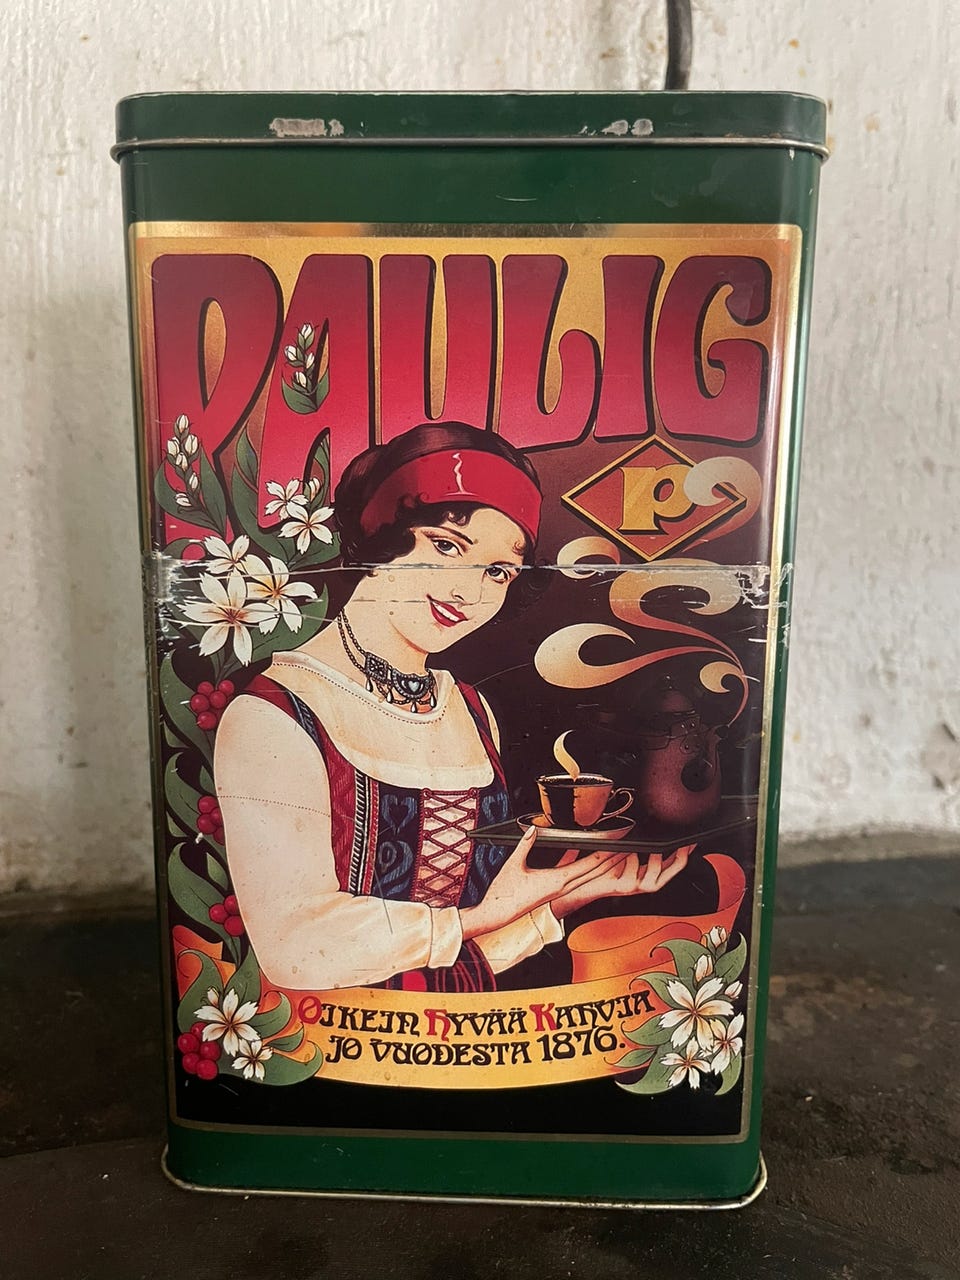 PAULIG
P
OIKEIN HYVÄÄ KAHVIA
JO VUODESTA 1876.